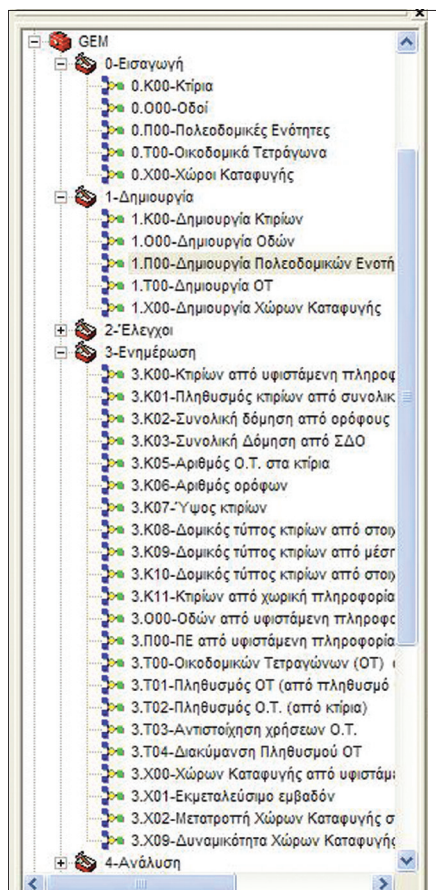 GEM
0-Εισαγωγή
0.Κ00-Κτίρια
0.Ο00-Οδοί
0.Π00-Πολεοδομικές Ενότητες
0.Τ00-Οικοδομικά Τετράγωνα
0.Χ00-Χώροι Καταφυγής
1-Δημιουργία
1.Κ00-Δημιουργία Κτιρίων
1.Ο00-Δημιουργία Οδών
1.Π00-Δημιουργία Πολεοδομικών Ενοτή
1.Τ00-Δημιουργία ΟΤ
1.Χ00-Δημιουργία Χώρων Καταφυγής
2-Έλεγχοι
3-Ενημέρωση
3.Κ00-Κτιρίων από υφιστάμενη πληροφ
3.Κ01-Πληθυσμός κτιρίων από συνολικ
3.Κ02-Συνολική δόμηση από ορόφους
3.Κ03-Συνολική Δόμηση από ΣΔΟ
3.Κ05-Αριθμός Ο.Τ. στα κτίρια
3.Κ06-Αριθμός ορόφων
3.Κ07-Ύψος κτιρίων
3.Κ08-Δομικός τύπος κτιρίων από στοιχ
3.Κ09-Δομικός τύπος κτιρίων από μέση
3.Κ10-Δομικός τύπος κτιρίων από στοιχ
3.Κ11-Κτιρίων από χωρική πληροφορία
3.Ο00-Οδών από υφιστάμενη πληροφο
3.Π00-ΠΕ από υφιστάμενη πληροφορία
3.Τ00-Οικοδομικών Τετραγώνων (ΟΤ)
3.Τ01-Πληθυσμός ΟΤ (από πληθυσμό
3.Τ02-Πληθυσμός Ο.Τ. (από κτίρια)
3.Τ03-Αντιστοίχηση χρήσεων Ο.Τ.
3.Τ04-Διακύμανση Πληθυσμού ΟΤ
3.Χ00-Χώρων Καταφυγής από υφιστάμε
3.Χ01-Εκμεταλεύσιμο εμβαδόν
3.Χ02-Μετατροπή Χώρων Καταφυγής σ
3.Χ09-Δυναμικότητα Χώρων Καταφυγής
4-Ανάλυση